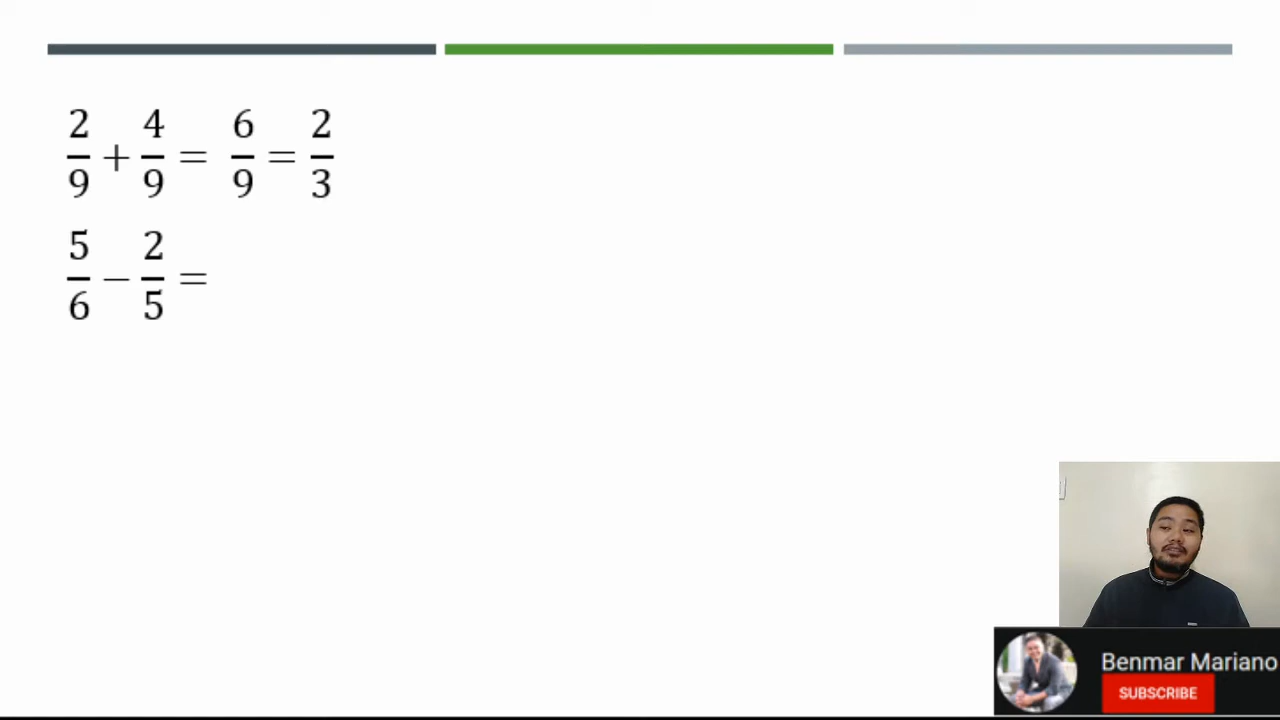 2/9 + 4/9 = 6/9 = 2/3
5/6 − 2/5 =
Benmar Mariano
SUBSCRIBE